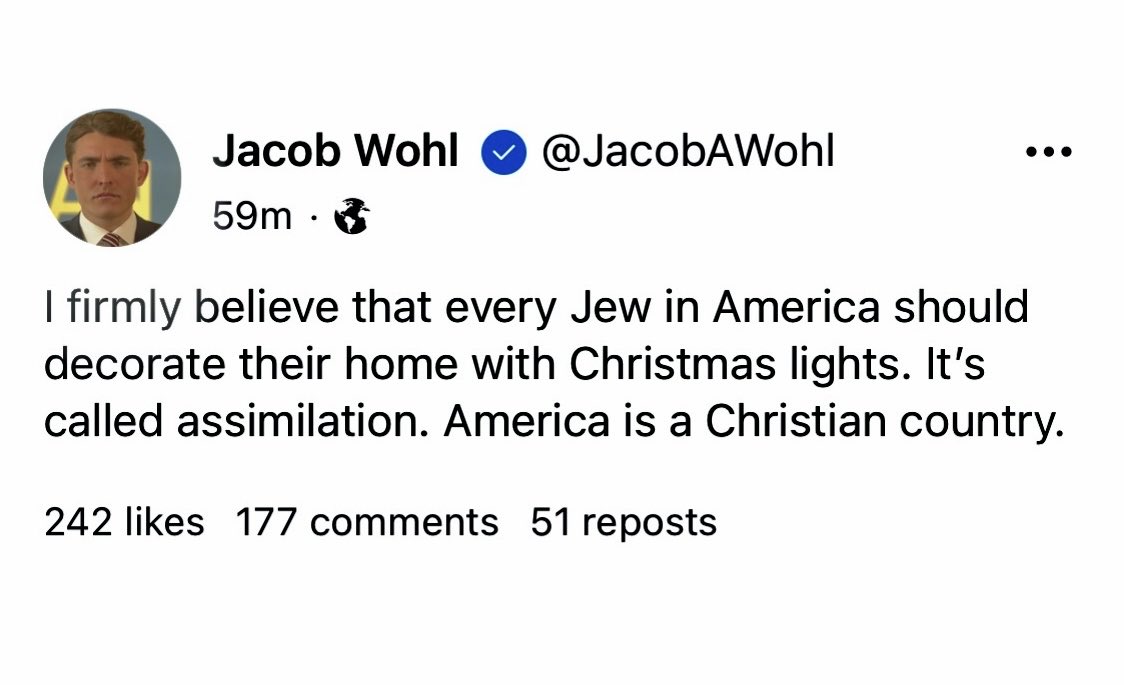 Jacob Wohl @JacobAWohl
59m ·
I firmly believe that every Jew in America should
decorate their home with Christmas lights. It’s
called assimilation. America is a Christian country.
242 likes 177 comments 51 reposts